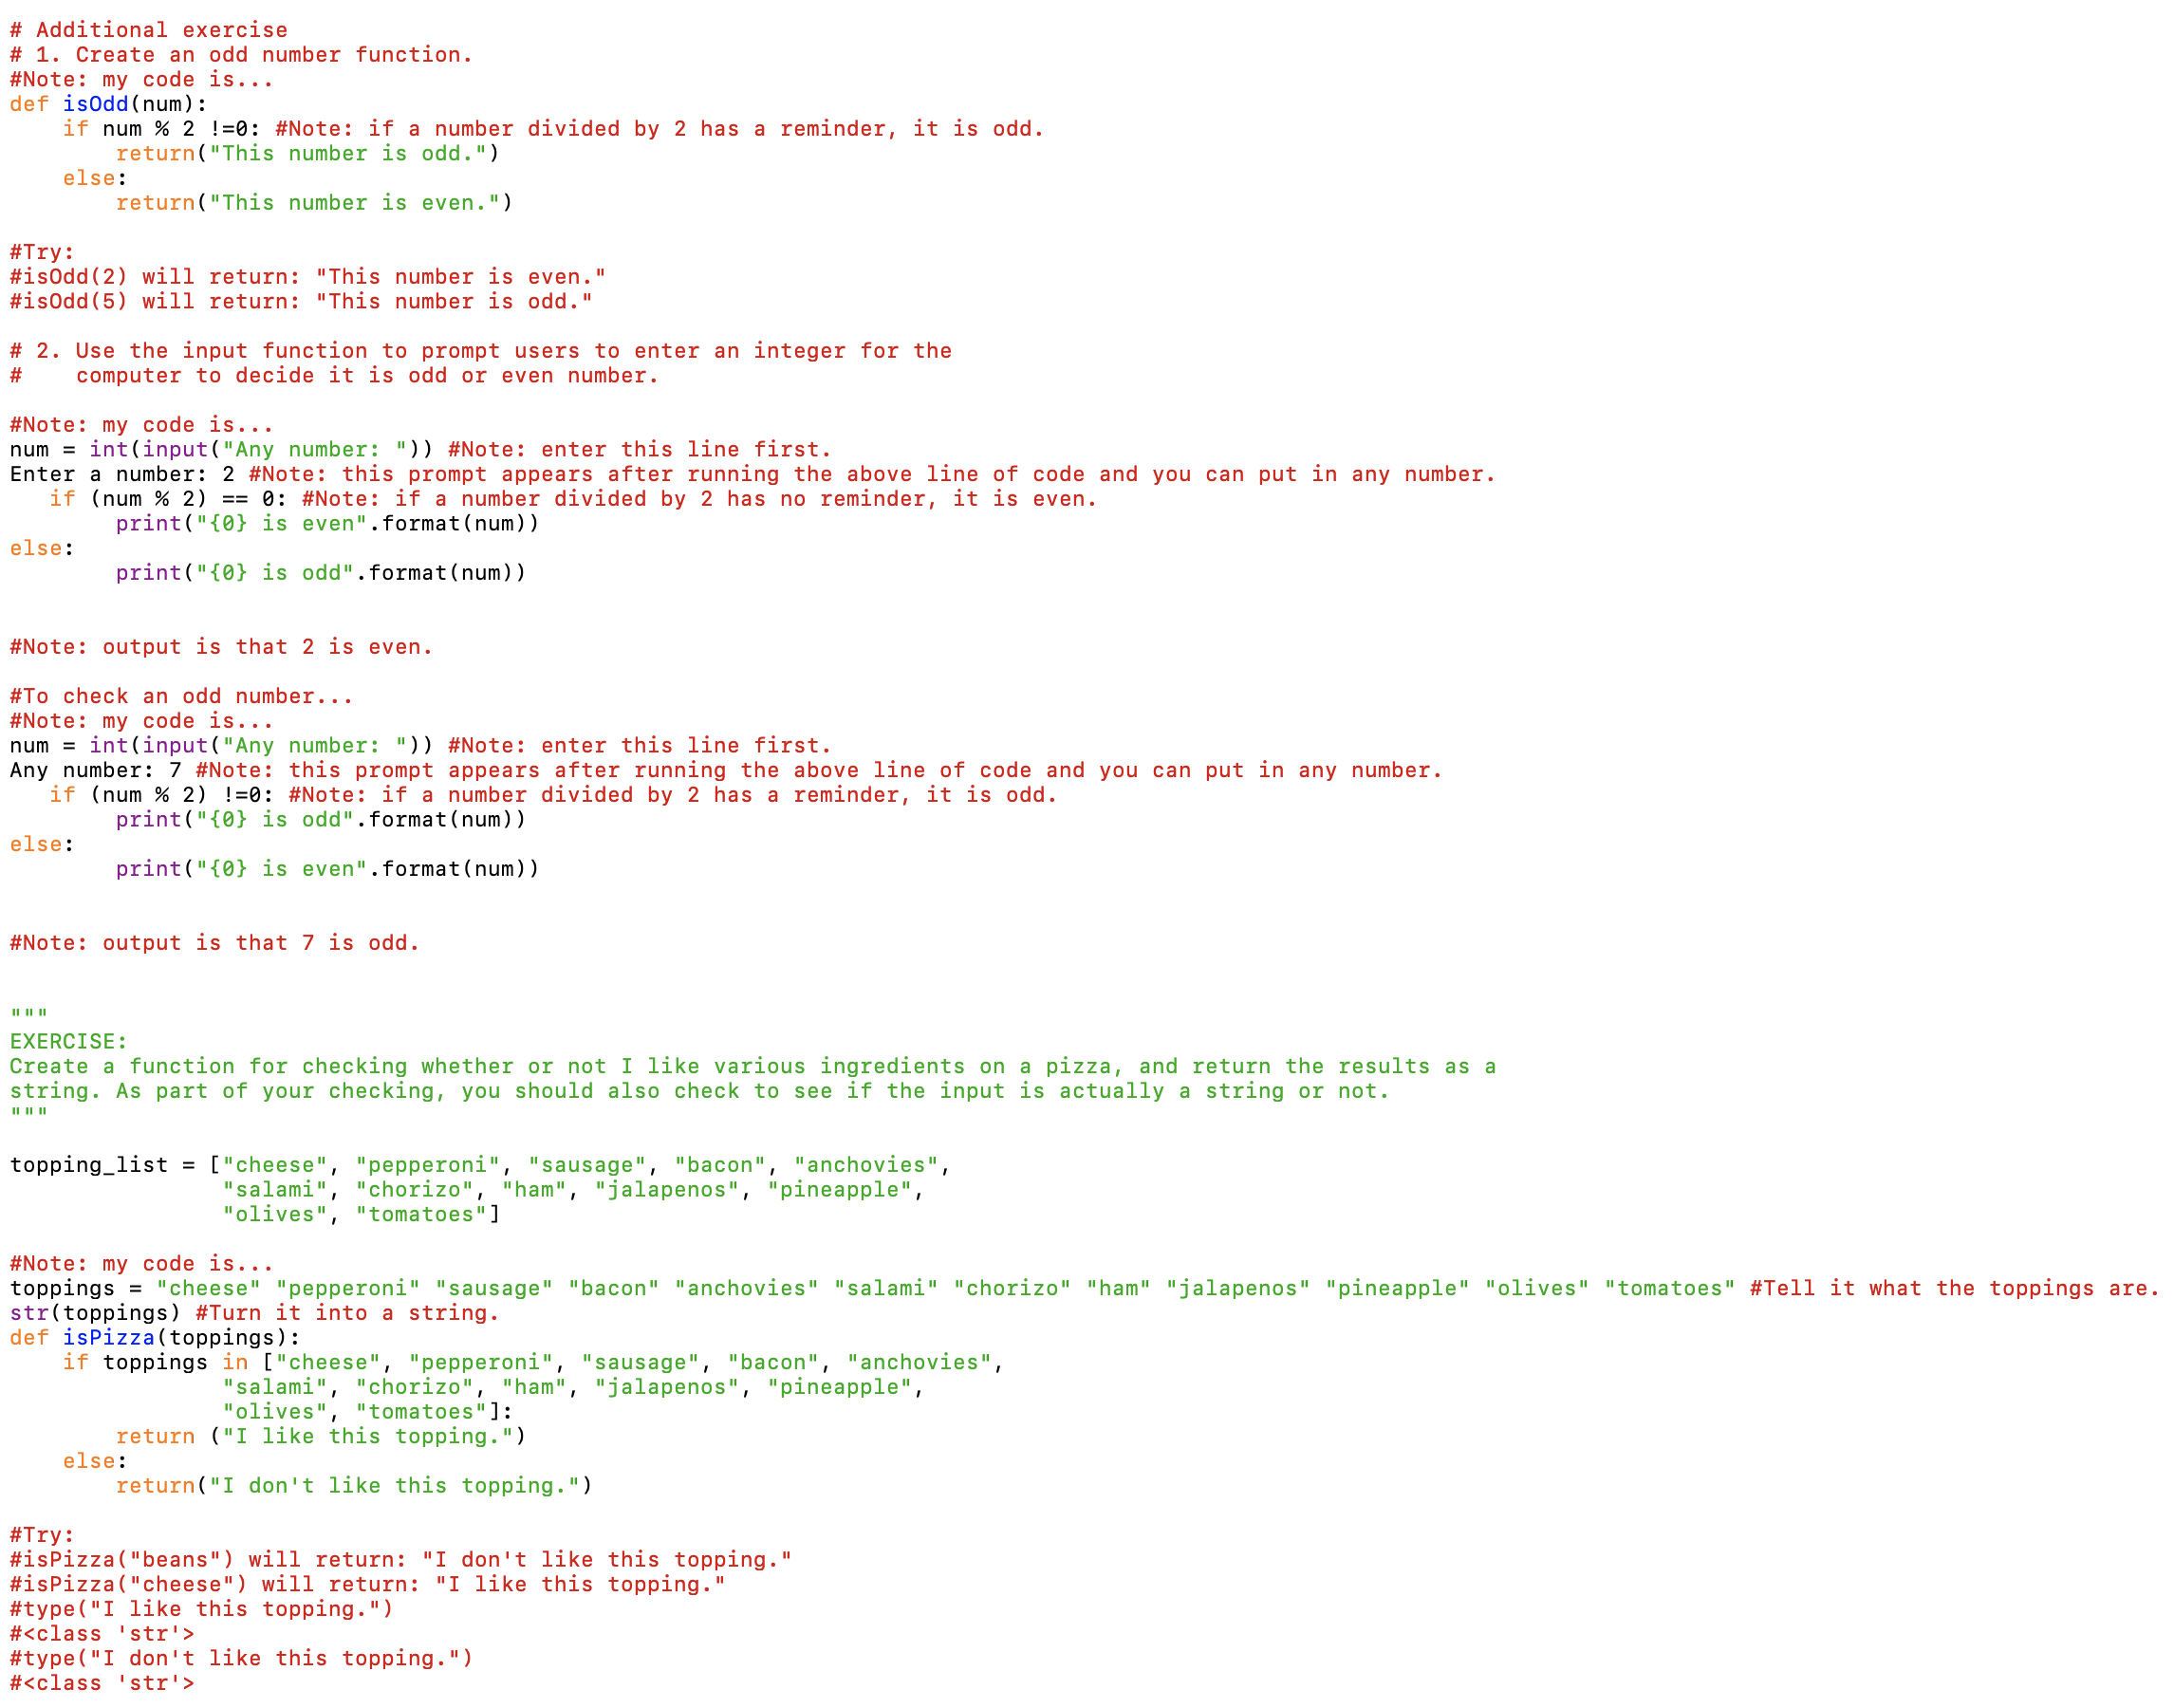 # Additional exercise
# 1. Create an odd number function.
#Note: my code is...
def isOdd(num):
    if num % 2 !=0: #Note: if a number divided by 2 has a reminder, it is odd.
        return("This number is odd.")
    else:
        return("This number is even.")

#Try:
#isOdd(2) will return: "This number is even."
#isOdd(5) will return: "This number is odd."

# 2. Use the input function to prompt users to enter an integer for the
#    computer to decide it is odd or even number.

#Note: my code is...
num = int(input("Any number: ")) #Note: enter this line first.
Enter a number: 2 #Note: this prompt appears after running the above line of code and you can put in any number.
   if (num % 2) == 0: #Note: if a number divided by 2 has no reminder, it is even.
        print("{0} is even".format(num))
else:
        print("{0} is odd".format(num))


#Note: output is that 2 is even.

#To check an odd number...
#Note: my code is...
num = int(input("Any number: ")) #Note: enter this line first.
Any number: 7 #Note: this prompt appears after running the above line of code and you can put in any number.
   if (num % 2) !=0: #Note: if a number divided by 2 has a reminder, it is odd.
        print("{0} is odd".format(num))
else:
        print("{0} is even".format(num))


#Note: output is that 7 is odd.


"""
EXERCISE:
Create a function for checking whether or not I like various ingredients on a pizza, and return the results as a
string. As part of your checking, you should also check to see if the input is actually a string or not.
"""

topping_list = ["cheese", "pepperoni", "sausage", "bacon", "anchovies",
                "salami", "chorizo", "ham", "jalapenos", "pineapple",
                "olives", "tomatoes"]

#Note: my code is...
toppings = "cheese" "pepperoni" "sausage" "bacon" "anchovies" "salami" "chorizo" "ham" "jalapenos" "pineapple" "olives" "tomatoes" #Tell it what the toppings are.
str(toppings) #Turn it into a string.
def isPizza(toppings):
    if toppings in ["cheese", "pepperoni", "sausage", "bacon", "anchovies",
                "salami", "chorizo", "ham", "jalapenos", "pineapple",
                "olives", "tomatoes"]:
        return ("I like this topping.")
    else:
        return("I don't like this topping.")

#Try:
#isPizza("beans") will return: "I don't like this topping."
#isPizza("cheese") will return: "I like this topping."
#type("I like this topping.")
#<class 'str'>
#type("I don't like this topping.")
#<class 'str'>